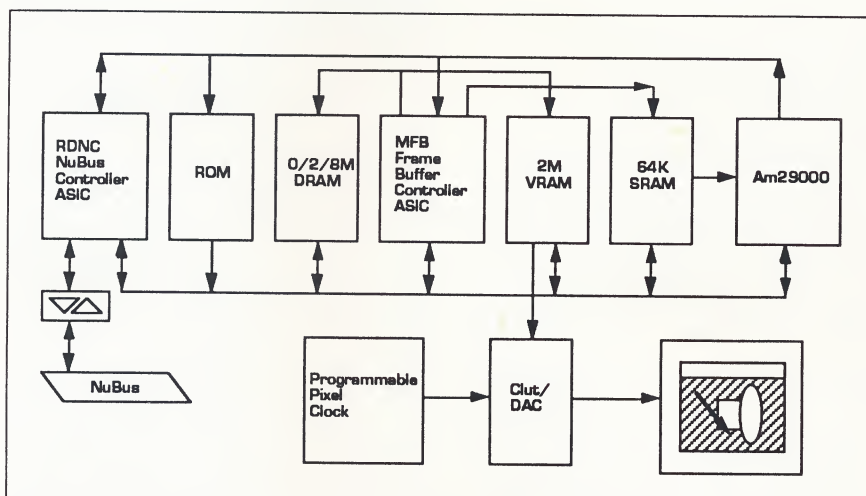 RDNC
NuBus
Controller
ASIC
ROM
0/2/8M
DRAM
MFB
Frame
Buffer
Controller
ASIC
2M
VRAM
64K
SRAM
Am29000
NuBus
Programmable
Pixel
Clock
Clut/
DAC